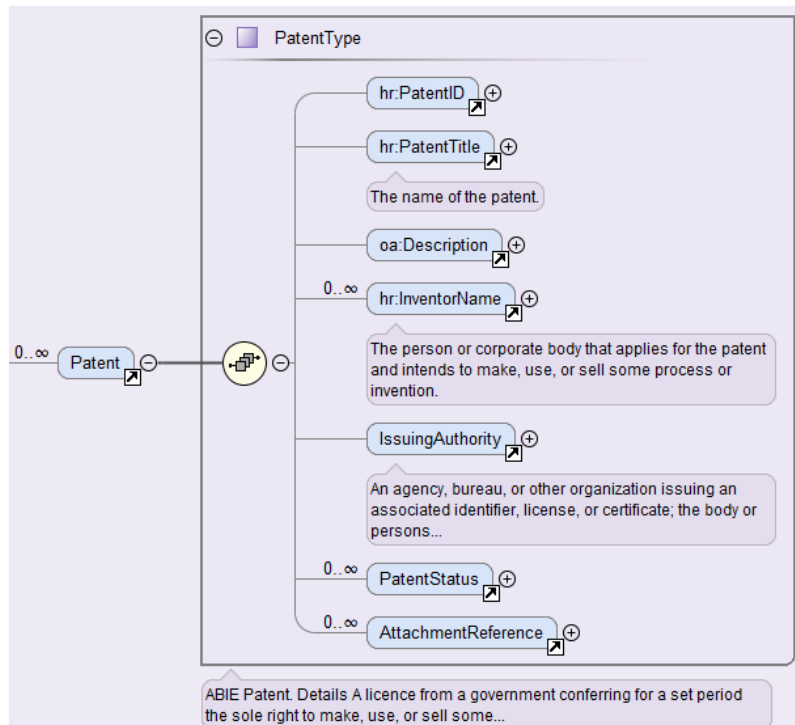 PatentType
hr:PatentID
hr:PatentTitle
The name of the patent.
oa:Description
0..∞
hr:InventorName
The person or corporate body that applies for the patent
and intends to make, use, or sell some process or
invention.
0..∞
Patent
IssuingAuthority
An agency, bureau, or other organization issuing an
associated identifier, license, or certificate; the body or
persons...
0..∞
PatentStatus
0..∞
AttachmentReference
ABIE Patent. Details A licence from a government conferring for a set period
the sole right to make, use, or sell some...